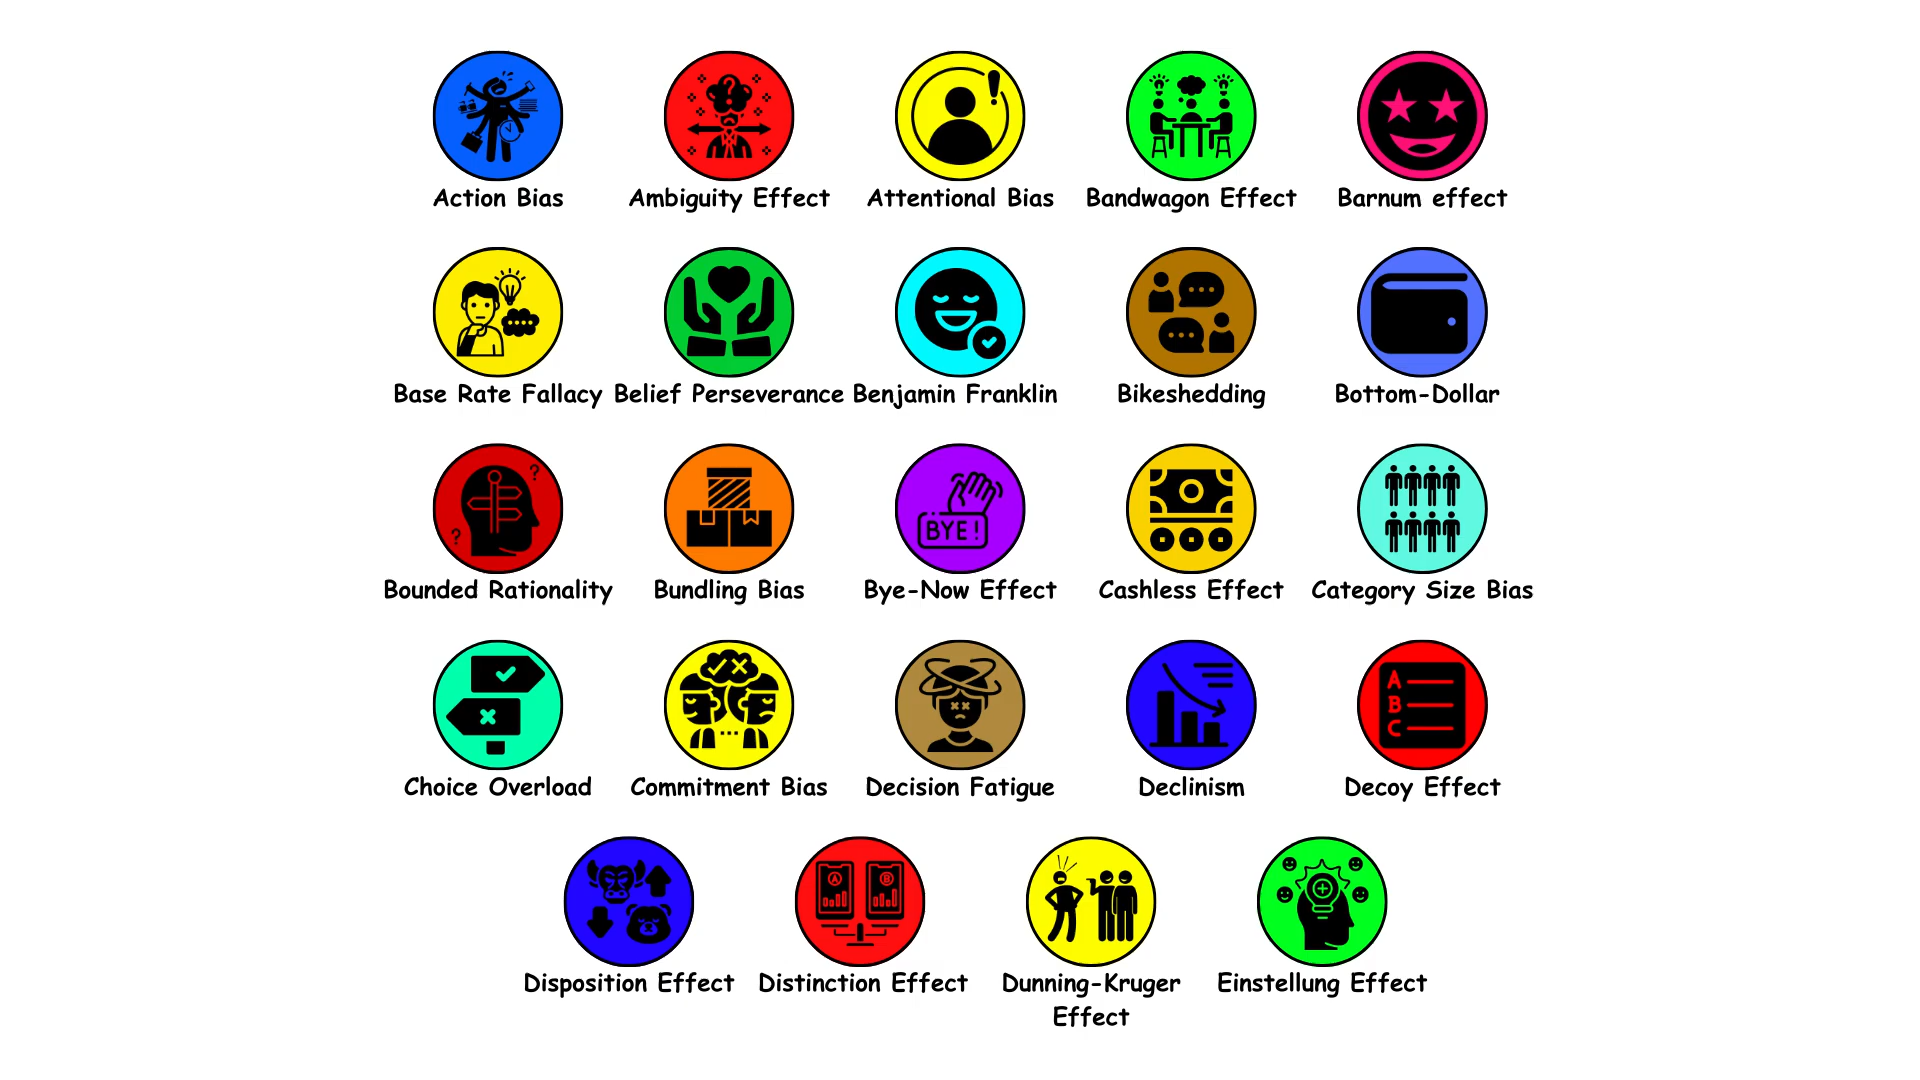 Action Bias
Ambiguity Effect
Attentional Bias
Bandwagon Effect
Barnum effect
Base Rate Fallacy
Belief Perseverance
Benjamin Franklin
Bikeshedding
Bottom-Dollar
? ?
Bounded Rationality
Bundling Bias
BYE!
Bye-Now Effect
Cashless Effect
Category Size Bias
Choice Overload
Commitment Bias
Decision Fatigue
Declinism
A
B
C
Decoy Effect
Disposition Effect
A B
Distinction Effect
Dunning-Kruger
Effect
Einstellung Effect